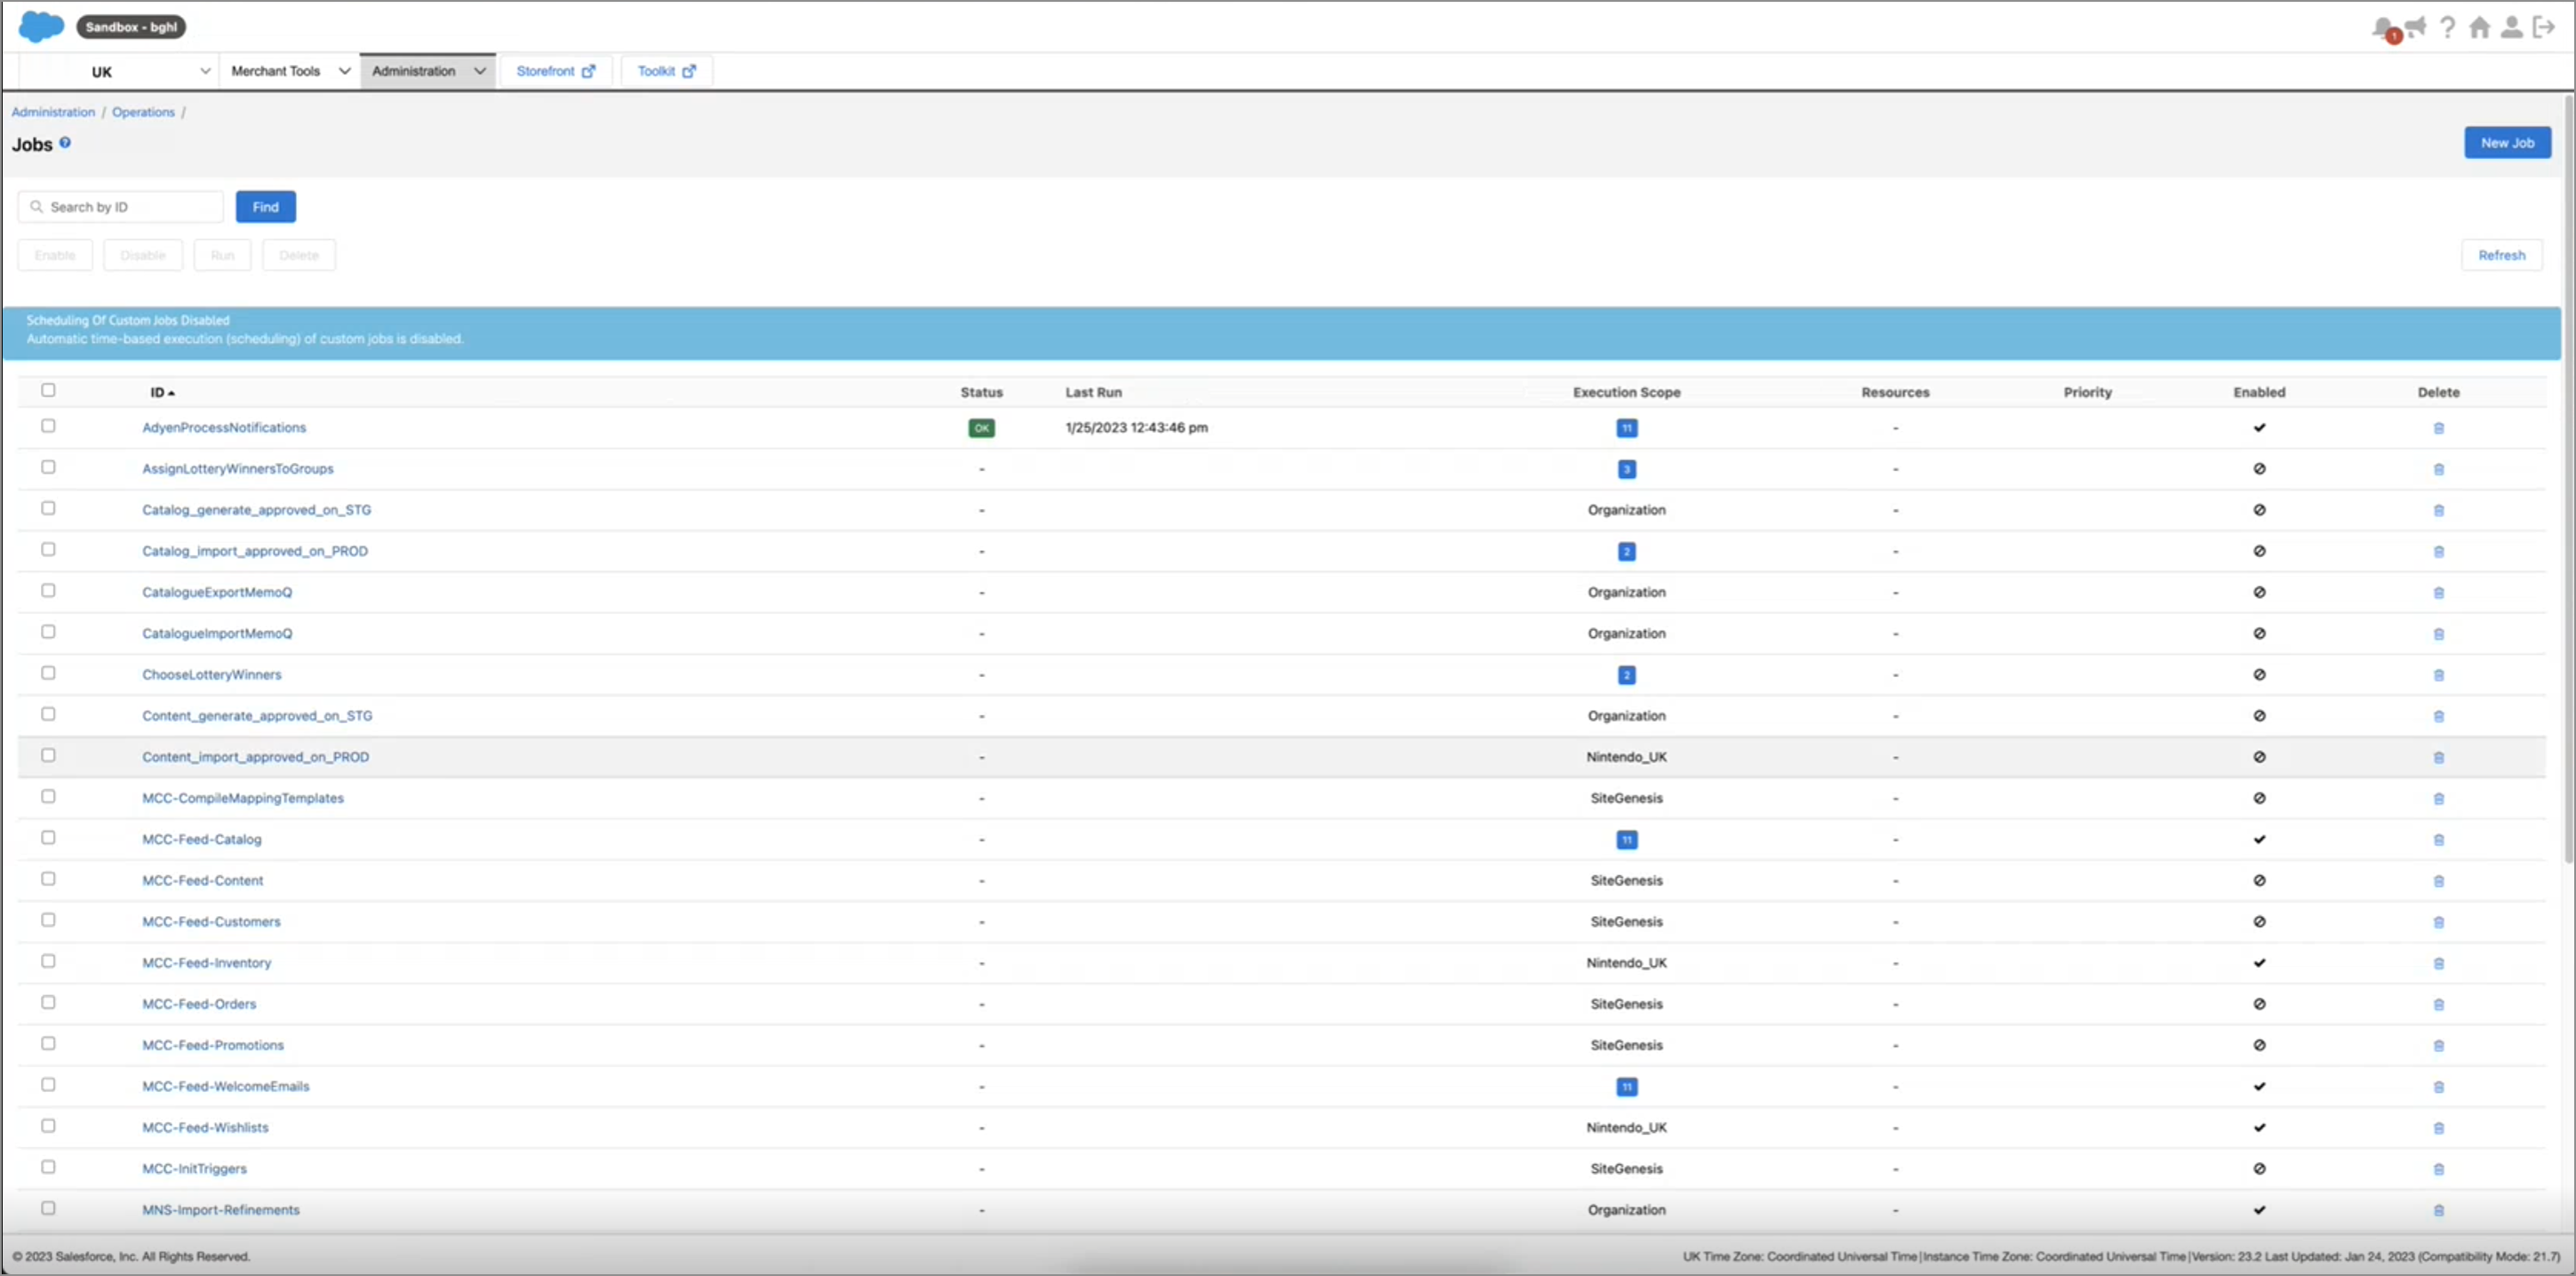 Sandbox - bghl
1
UK Merchant Tools Administration Storefront Toolkit
Administration / Operations /
Jobs ?
New Job
Search by ID Find
Enable Disable Run Delete Refresh
Scheduling Of Custom Jobs Disabled
Automatic time-based execution (scheduling) of custom jobs is disabled.
ID Status Last Run Execution Scope Resources Priority Enabled Delete
AdyenProcessNotifications OK 1/25/2023 12:43:46 pm 11 -
AssignLotteryWinnersToGroups - 3 -
Catalog_generate_approved_on_STG - Organization -
Catalog_import_approved_on_PROD - 2 -
CatalogueExportMemoQ - Organization -
CatalogueImportMemoQ - Organization -
ChooseLotteryWinners - 2 -
Content_generate_approved_on_STG - Organization -
Content_import_approved_on_PROD - Nintendo_UK -
MCC-CompileMappingTemplates - SiteGenesis -
MCC-Feed-Catalog - 11 -
MCC-Feed-Content - SiteGenesis -
MCC-Feed-Customers - SiteGenesis -
MCC-Feed-Inventory - Nintendo_UK -
MCC-Feed-Orders - SiteGenesis -
MCC-Feed-Promotions - SiteGenesis -
MCC-Feed-WelcomeEmails - 11 -
MCC-Feed-Wishlists - Nintendo_UK -
MCC-InitTriggers - SiteGenesis -
MNS-Import-Refinements - Organization -
© 2023 Salesforce, Inc. All Rights Reserved. UK Time Zone: Coordinated Universal Time|Instance Time Zone: Coordinated Universal Time|Version: 23.2 Last Updated: Jan 24, 2023 (Compatibility Mode: 21.7)